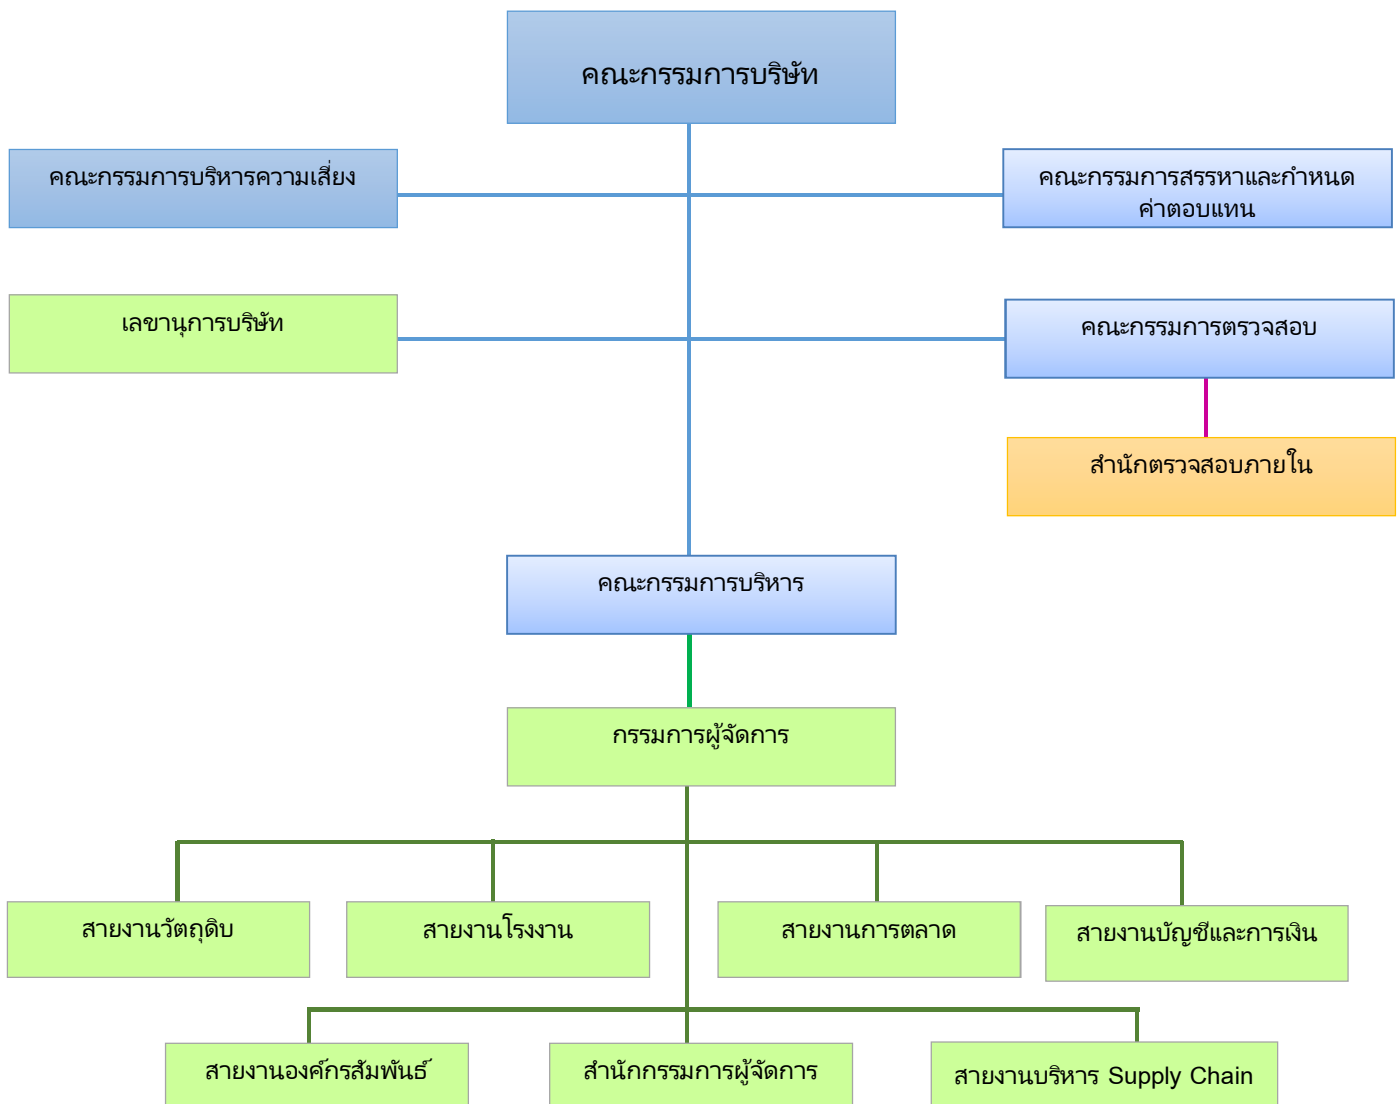 คณะกรรมการบริษัท
คณะกรรมการบริหารความเสี่ยง
คณะกรรมการสรรหาและกำหนด
ค่าตอบแทน
เลขานุการบริษัท
คณะกรรมการตรวจสอบ
สำนักตรวจสอบภายใน
คณะกรรมการบริหาร
กรรมการผู้จัดการ
สายงานวัตถุดิบ
สายงานโรงงาน
สายงานการตลาด
สายงานบัญชีและการเงิน
สายงานองค์กรสัมพันธ์
สำนักกรรมการผู้จัดการ
สายงานบริหาร Supply Chain